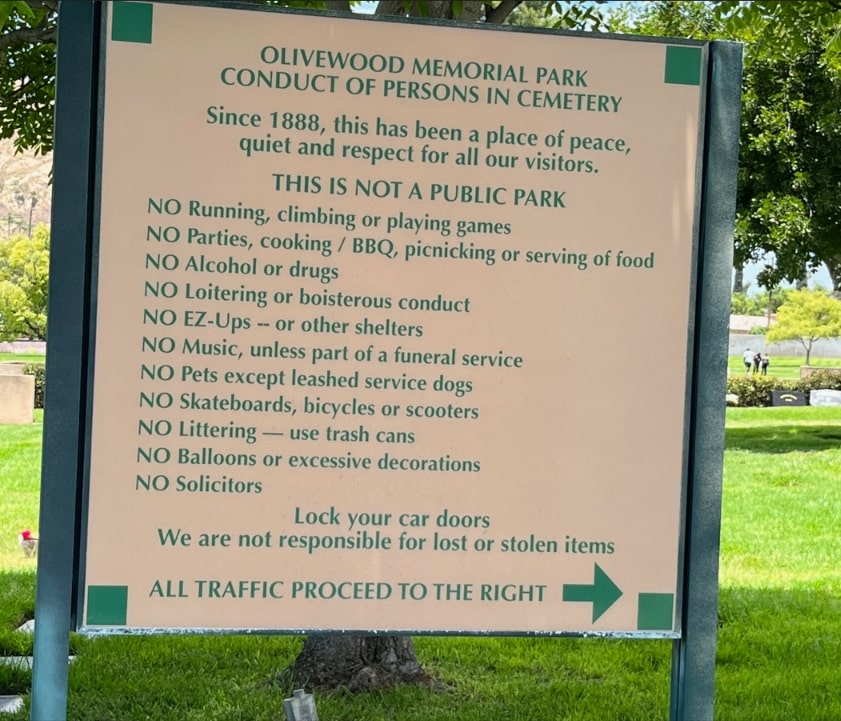 OLIVEWOOD MEMORIAL PARK
CONDUCT OF PERSONS IN CEMETERY
Since 1888, this has been a place of peace,
quiet and respect for all our visitors.
THIS IS NOT A PUBLIC PARK
NO Running, climbing or playing games
NO Parties, cooking / BBQ, picnicking or serving of food
NO Alcohol or drugs
NO Loitering or boisterous conduct
NO EZ-Ups -- or other shelters
NO Music, unless part of a funeral service
NO Pets except leashed service dogs
NO Skateboards, bicycles or scooters
NO Littering — use trash cans
NO Balloons or excessive decorations
NO Solicitors
Lock your car doors
We are not responsible for lost or stolen items
ALL TRAFFIC PROCEED TO THE RIGHT